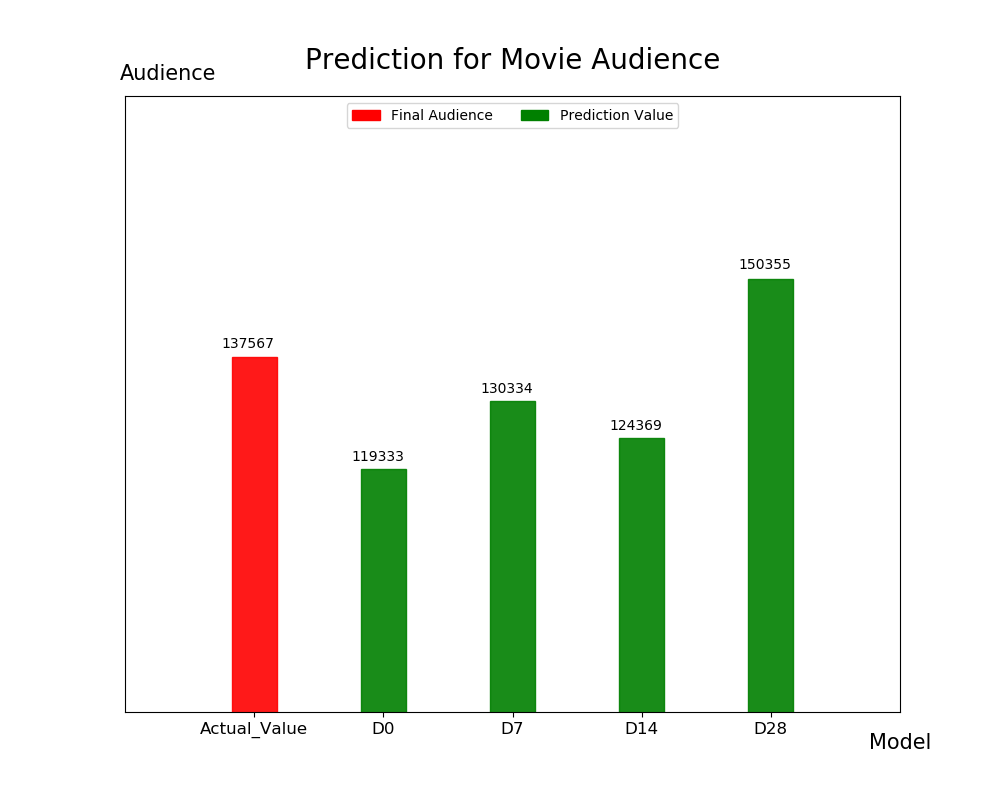 Prediction for Movie Audience
Audience
Final Audience
Prediction Value
150355
137567
130334
124369
119333
Actual_Value
D0
D7
D14
D28
Model